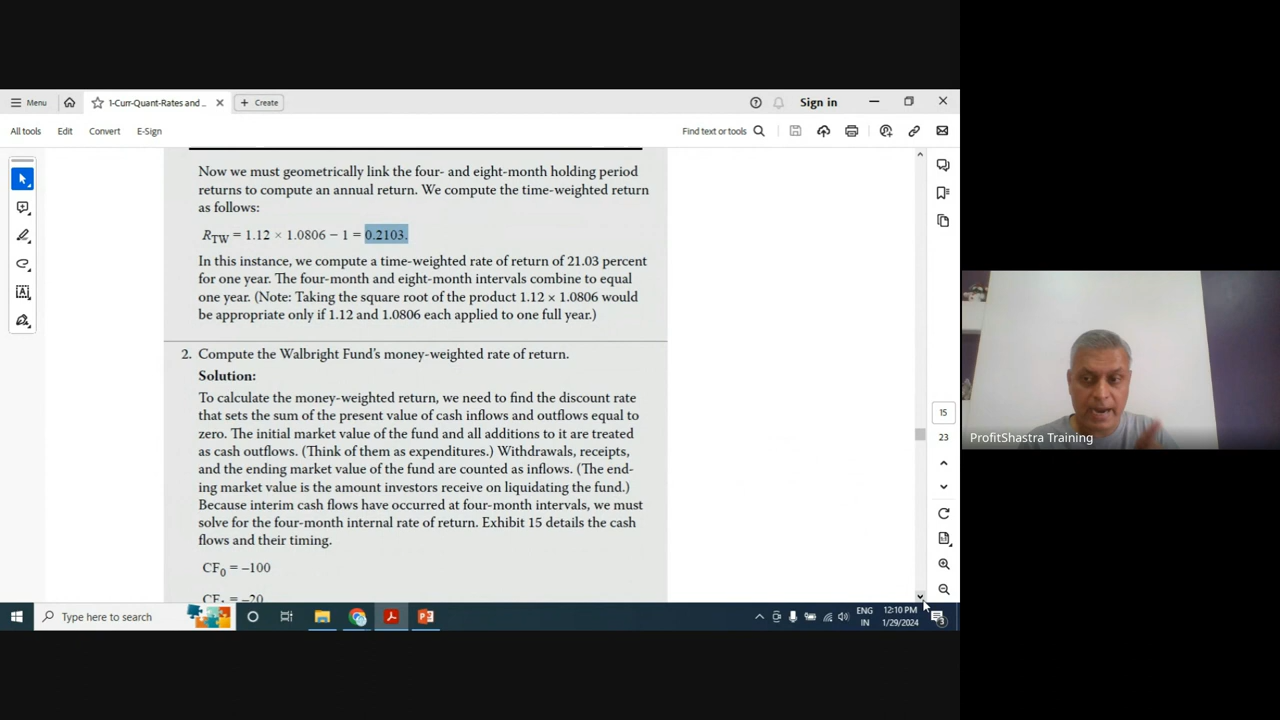 Menu
1-Curr-Quant-Rates and ...
Create
Sign in
All tools
Edit
Convert
E-Sign
Find text or tools
Now we must geometrically link the four- and eight-month holding period
returns to compute an annual return. We compute the time-weighted return
as follows:
RTW = 1.12 × 1.0806 − 1 = 0.2103.
In this instance, we compute a time-weighted rate of return of 21.03 percent
for one year. The four-month and eight-month intervals combine to equal
one year. (Note: Taking the square root of the product 1.12 × 1.0806 would
be appropriate only if 1.12 and 1.0806 each applied to one full year.)
2. Compute the Walbright Fund's money-weighted rate of return.
Solution:
To calculate the money-weighted return, we need to find the discount rate
that sets the sum of the present value of cash inflows and outflows equal to
zero. The initial market value of the fund and all additions to it are treated
as cash outflows. (Think of them as expenditures.) Withdrawals, receipts,
and the ending market value of the fund are counted as inflows. (The end-
ing market value is the amount investors receive on liquidating the fund.)
Because interim cash flows have occurred at four-month intervals, we must
solve for the four-month internal rate of return. Exhibit 15 details the cash
flows and their timing.
CF0 = –100
= –20
15
23
ProfitShastra Training
Type here to search
ENG
IN
12:10 PM
1/29/2024
3